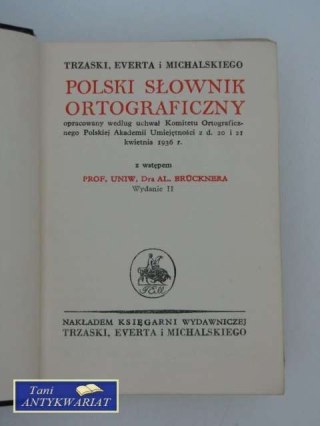 TRZASKI, EVERTA i MICHALSKIEGO
POLSKI SŁOWNIK
ORTOGRAFICZNY
opracowany według uchwał Komitetu Ortograficz-
nego Polskiej Akademii Umiejętności z d. 20 i 21
kwietnia 1936 r.
z wstępem
PROF. UNIW. Dra AL. BRÜCKNERA
Wydanie II
T.E.M.
NAKŁADEM KSIĘGARNI WYDAWNICZEJ
TRZASKI, EVERTA i MICHALSKIEGO
Tani
ANTYKWARIAT